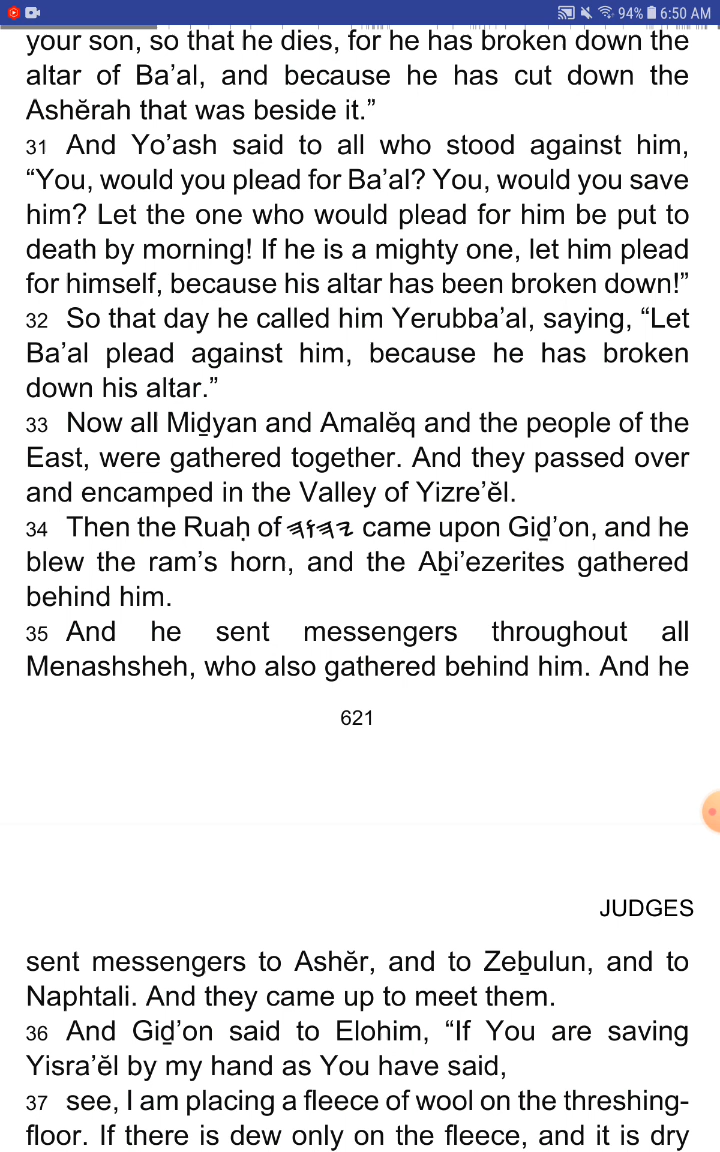 94% 6:50 AM
your son, so that he dies, for he has broken down the
altar of Ba’al, and because he has cut down the
Ashĕrah that was beside it.”
31 And Yo’ash said to all who stood against him,
“You, would you plead for Ba’al? You, would you save
him? Let the one who would plead for him be put to
death by morning! If he is a mighty one, let him plead
for himself, because his altar has been broken down!”
32 So that day he called him Yerubba’al, saying, “Let
Ba’al plead against him, because he has broken
down his altar.”
33 Now all Miḏyan and Amalĕq and the people of the
East, were gathered together. And they passed over
and encamped in the Valley of Yizre’ĕl.
34 Then the Ruaḥ of 𐤉𐤄𐤅𐤄 came upon Giḏ’on, and he
blew the ram’s horn, and the Aḇi’ezerites gathered
behind him.
35 And he sent messengers throughout all
Menashsheh, who also gathered behind him. And he
621
JUDGES
sent messengers to Ashĕr, and to Zeḇulun, and to
Naphtali. And they came up to meet them.
36 And Giḏ’on said to Elohim, “If You are saving
Yisra’ĕl by my hand as You have said,
37 see, I am placing a fleece of wool on the threshing-
floor. If there is dew only on the fleece, and it is dry